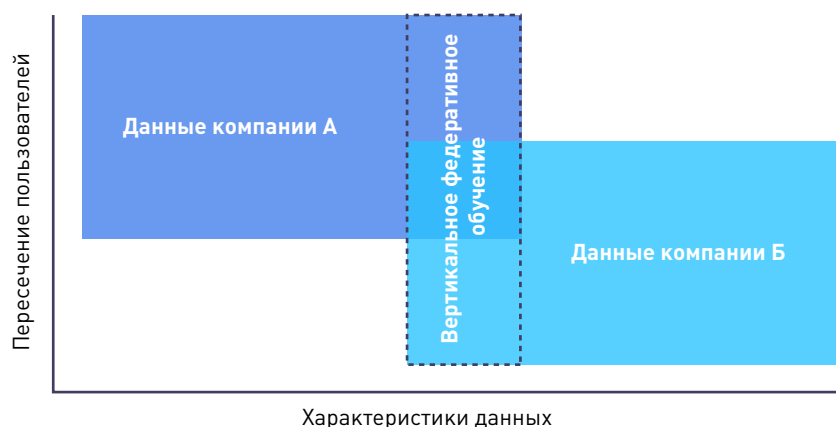 Пересечение пользователей
Данные компании А
Вертикальное федеративное
обучение
Данные компании Б
Характеристики данных